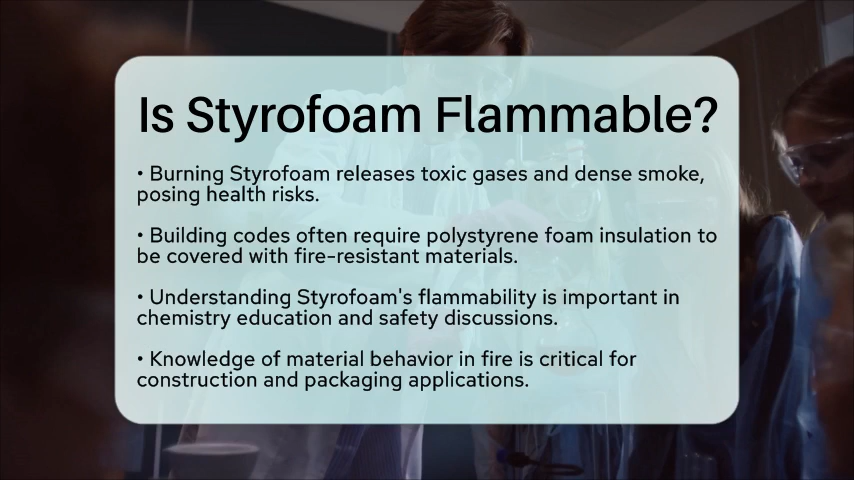 Is Styrofoam Flammable?
• Burning Styrofoam releases toxic gases and dense smoke,
posing health risks.
• Building codes often require polystyrene foam insulation to
be covered with fire-resistant materials.
• Understanding Styrofoam's flammability is important in
chemistry education and safety discussions.
• Knowledge of material behavior in fire is critical for
construction and packaging applications.